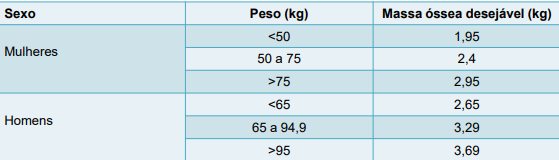 Sexo Peso (kg) Massa óssea desejável (kg)
Mulheres
<50 1,95
50 a 75 2,4
>75 2,95
Homens
<65 2,65
65 a 94,9 3,29
>95 3,69